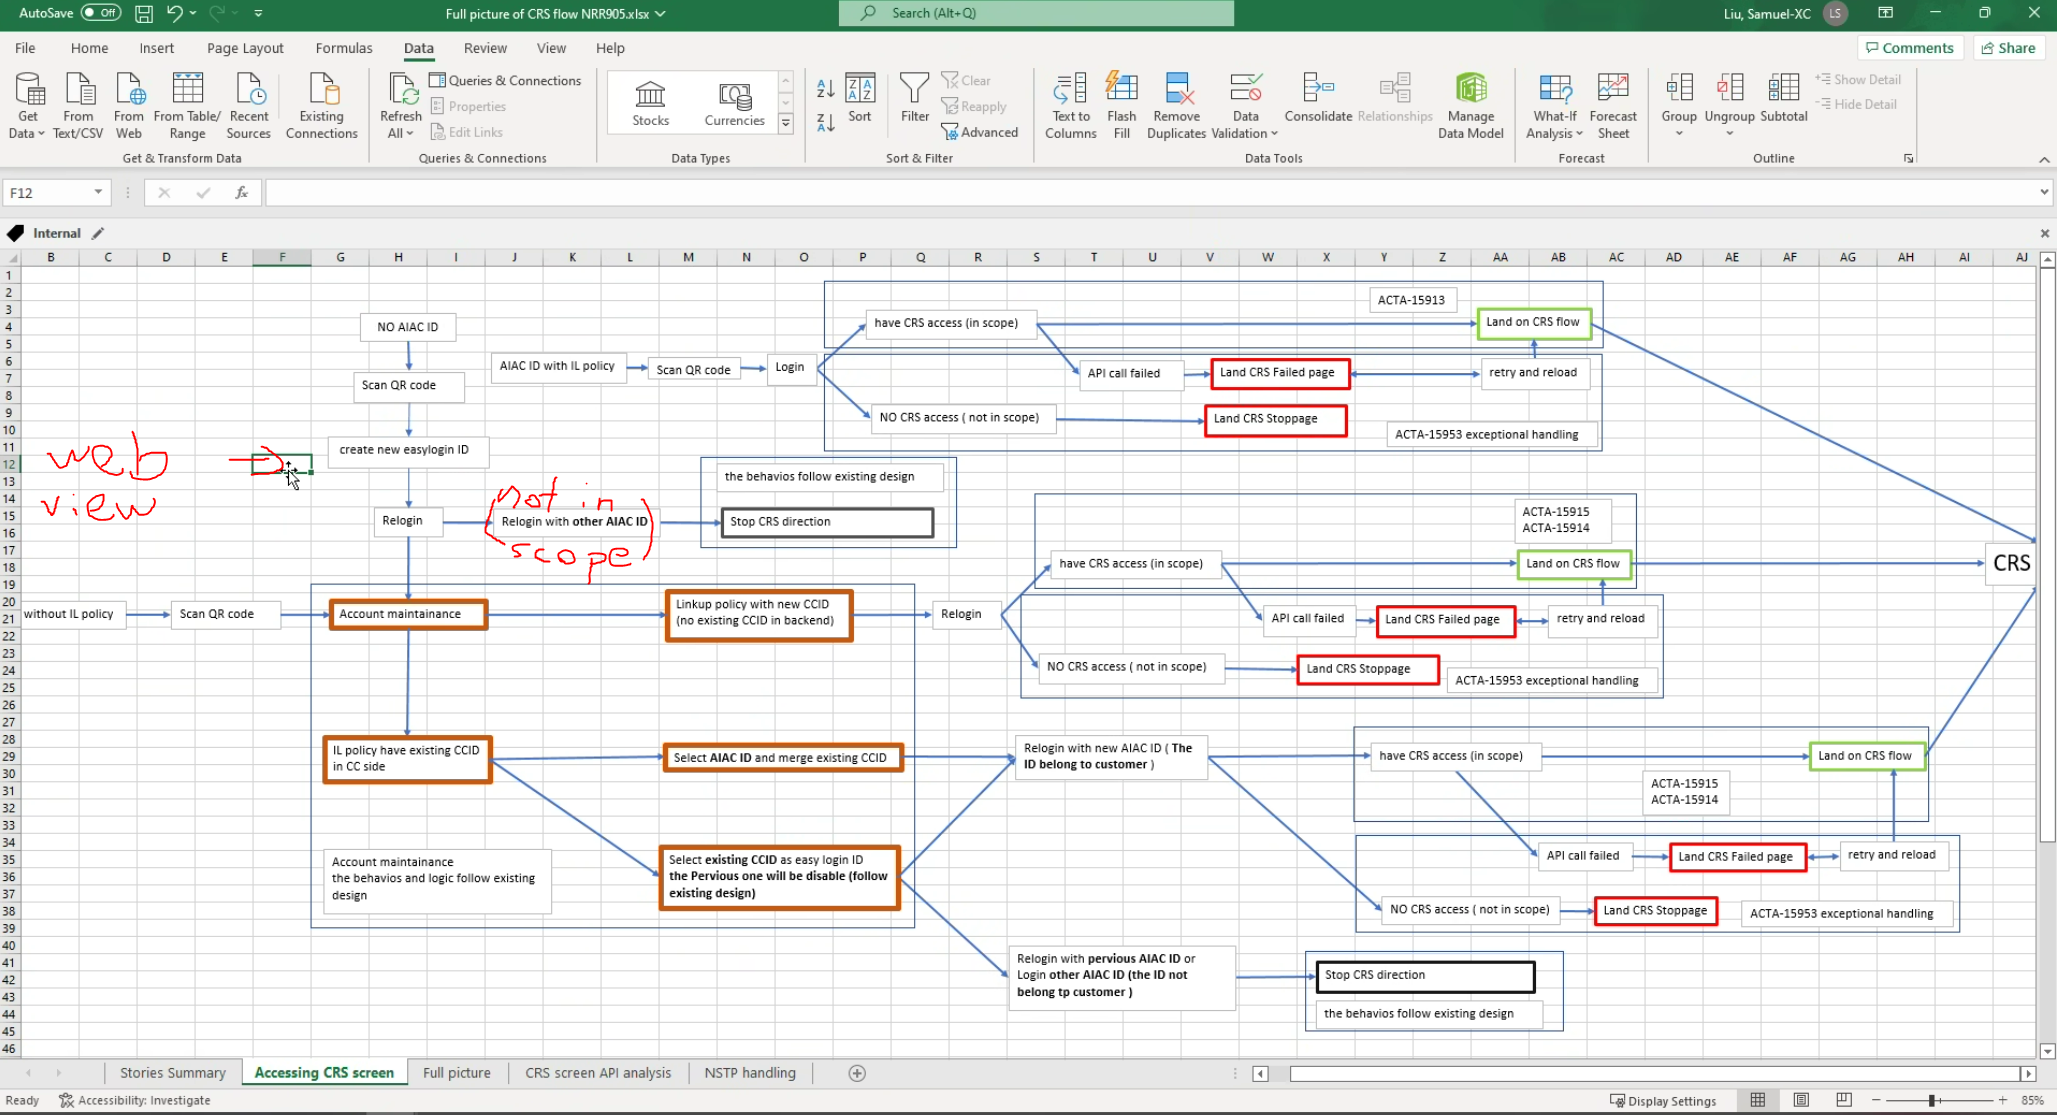 AutoSave Off
Full picture of CRS flow NRR905.xlsx
Search (Alt+Q)
Liu, Samuel-XC
LS
File Home Insert Page Layout Formulas Data Review View Help
Comments Share
Get Data
From Text/CSV
From Web
From Table/ Range
Recent Sources
Existing Connections
Get & Transform Data
Refresh All
Queries & Connections
Properties
Edit Links
Queries & Connections
Stocks
Currencies
Data Types
Sort
Filter
Clear
Reapply
Advanced
Sort & Filter
Text to Columns
Flash Fill
Remove Duplicates
Data Validation
Consolidate
Relationships
Manage Data Model
Data Tools
What-If Analysis
Forecast Sheet
Forecast
Group
Ungroup
Subtotal
Show Detail
Hide Detail
Outline
F12
fx
Internal
B C D E F G H I J K L M N O P Q R S T U V W X Y Z AA AB AC AD AE AF AG AH AI AJ
1
2
3
4
5
6
7
8
9
10
11
12
13
14
15
16
17
18
19
20
21
22
23
24
25
26
27
28
29
30
31
32
33
34
35
36
37
38
39
40
41
42
43
44
45
46
NO AIAC ID
Scan QR code
create new easylogin ID
Relogin
AIAC ID with IL policy
Scan QR code
Login
have CRS access (in scope)
ACTA-15913
Land on CRS flow
API call failed
Land CRS Failed page
retry and reload
NO CRS access ( not in scope)
Land CRS Stoppage
ACTA-15953 exceptional handling
web
view
not in
scope
Relogin with other AIAC ID
the behavios follow existing design
Stop CRS direction
ACTA-15915
ACTA-15914
have CRS access (in scope)
Land on CRS flow
CRS
without IL policy
Scan QR code
Account maintainance
Linkup policy with new CCID
(no existing CCID in backend)
Relogin
API call failed
Land CRS Failed page
retry and reload
NO CRS access ( not in scope)
Land CRS Stoppage
ACTA-15953 exceptional handling
IL policy have existing CCID
in CC side
Select AIAC ID and merge existing CCID
Relogin with new AIAC ID ( The
ID belong to customer )
have CRS access (in scope)
Land on CRS flow
ACTA-15915
ACTA-15914
Account maintainance
the behavios and logic follow existing
design
Select existing CCID as easy login ID
the Pervious one will be disable (follow
existing design)
API call failed
Land CRS Failed page
retry and reload
NO CRS access ( not in scope)
Land CRS Stoppage
ACTA-15953 exceptional handling
Relogin with pervious AIAC ID or
Login other AIAC ID (the ID not
belong tp customer )
Stop CRS direction
the behavios follow existing design
Stories Summary
Accessing CRS screen
Full picture
CRS screen API analysis
NSTP handling
Ready
Accessibility: Investigate
Display Settings
85%